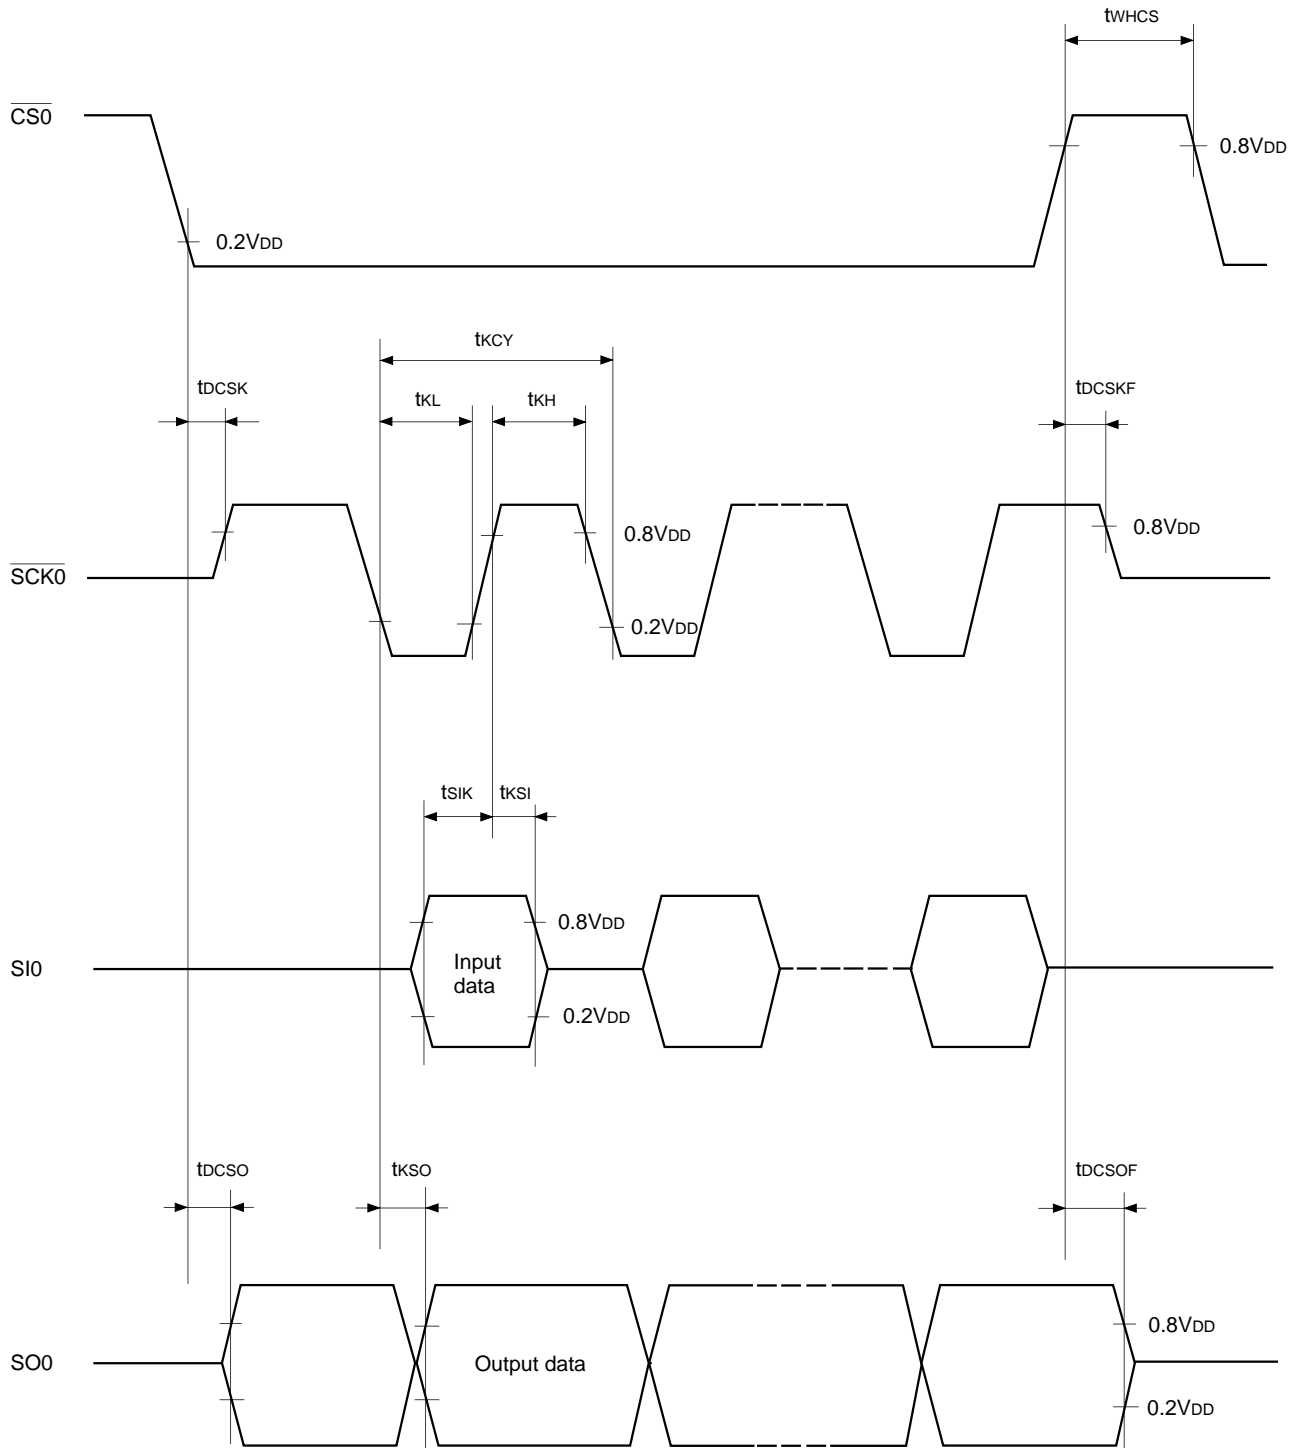 tWHCS
CS0
0.8VDD
0.2VDD
tKCY
tDCSK
tKL
tKH
tDCSKF
0.8VDD
0.8VDD
SCK0
0.2VDD
tSIK
tKSI
0.8VDD
SI0
Input
data
0.2VDD
tDCSO
tKSO
tDCSOF
0.8VDD
SO0
Output data
0.2VDD